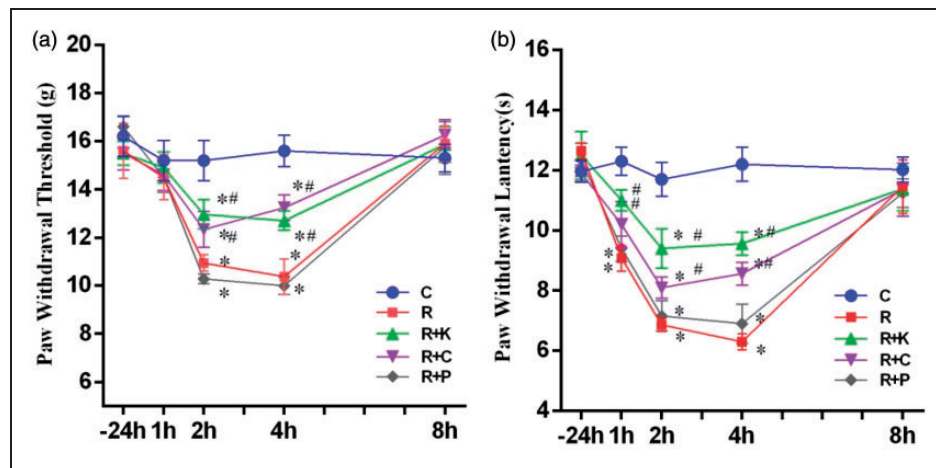 (a)
Paw Withdrawal Threshold (g)
20
18
16
14
12
10
8
6
*#
*#
*#
*#
*
*
*
*
C
R
R+K
R+C
R+P
-24h 1h 2h 4h 8h
(b)
Paw Withdrawal Lantency(s)
16
14
12
10
8
6
4
#
#
* #
*#
*
*
* #
*#
*
*
*
*
C
R
R+K
R+C
R+P
-24h 1h 2h 4h 8h